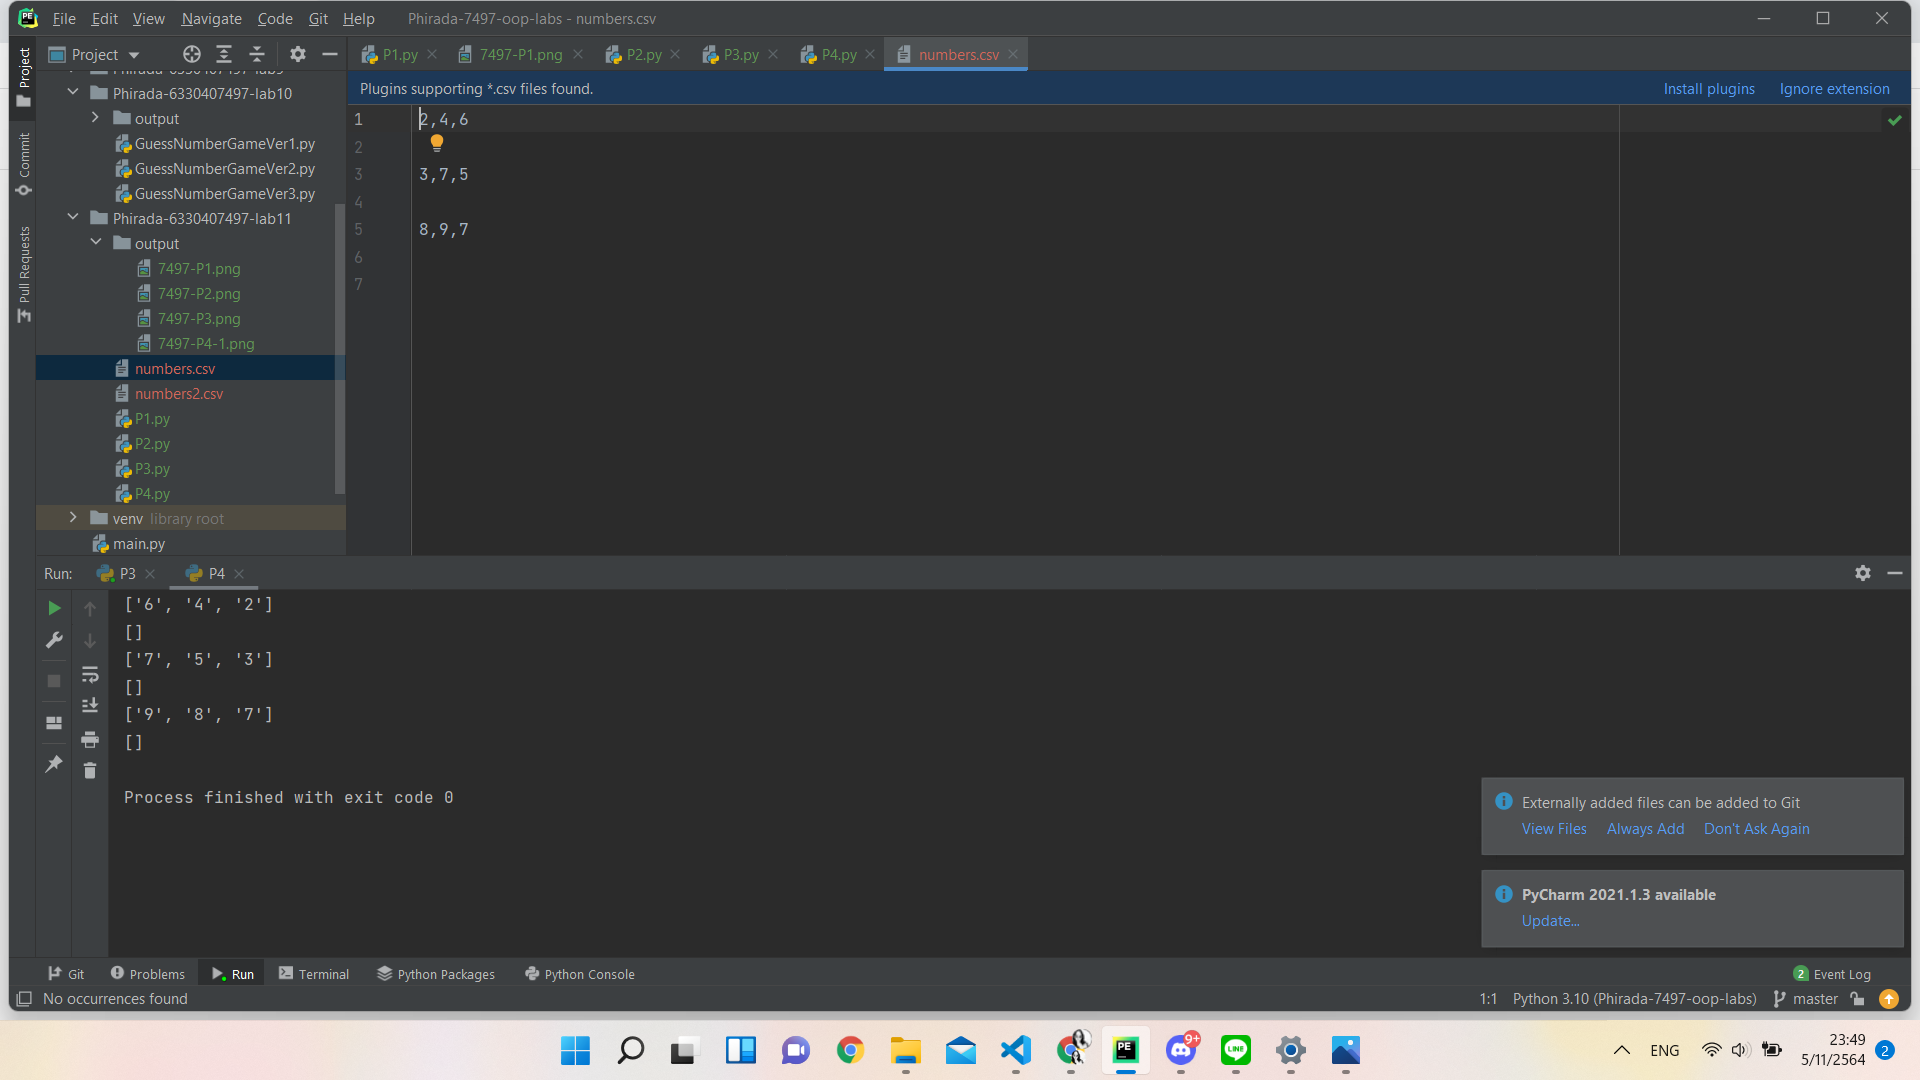 File Edit View Navigate Code Git Help Phirada-7497-oop-labs - numbers.csv
Project
P1.py 7497-P1.png P2.py P3.py P4.py numbers.csv
Project
Commit
Pull Requests
Phirada-6330407497-lab9
Phirada-6330407497-lab10
output
GuessNumberGameVer1.py
GuessNumberGameVer2.py
GuessNumberGameVer3.py
Phirada-6330407497-lab11
output
7497-P1.png
7497-P2.png
7497-P3.png
7497-P4-1.png
numbers.csv
numbers2.csv
P1.py
P2.py
P3.py
P4.py
venv library root
main.py
Plugins supporting *.csv files found. Install plugins Ignore extension
1 2,4,6
2
3 3,7,5
4
5 8,9,7
6
7
Run: P3 P4
['6', '4', '2']
[]
['7', '5', '3']
[]
['9', '8', '7']
[]
Process finished with exit code 0
Externally added files can be added to Git
View Files Always Add Don't Ask Again
PyCharm 2021.1.3 available
Update...
Git Problems Run Terminal Python Packages Python Console 2 Event Log
No occurrences found 1:1 Python 3.10 (Phirada-7497-oop-labs) master
PE 9+ LINE ENG 23:49
5/11/2564 2